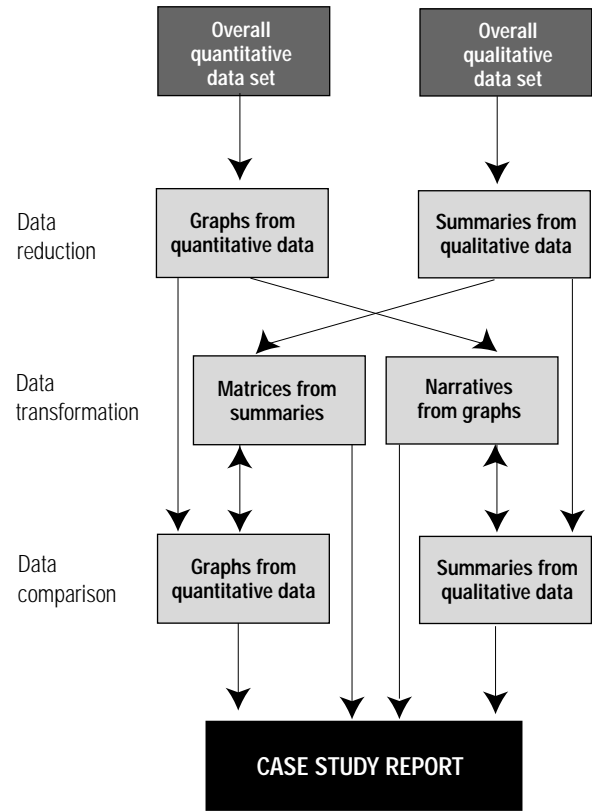 Overall
quantitative
data set
Overall
qualitative
data set
Data
reduction
Graphs from
quantitative data
Summaries from
qualitative data
Data
transformation
Matrices from
summaries
Narratives
from graphs
Data
comparison
Graphs from
quantitative data
Summaries from
qualitative data
CASE STUDY REPORT